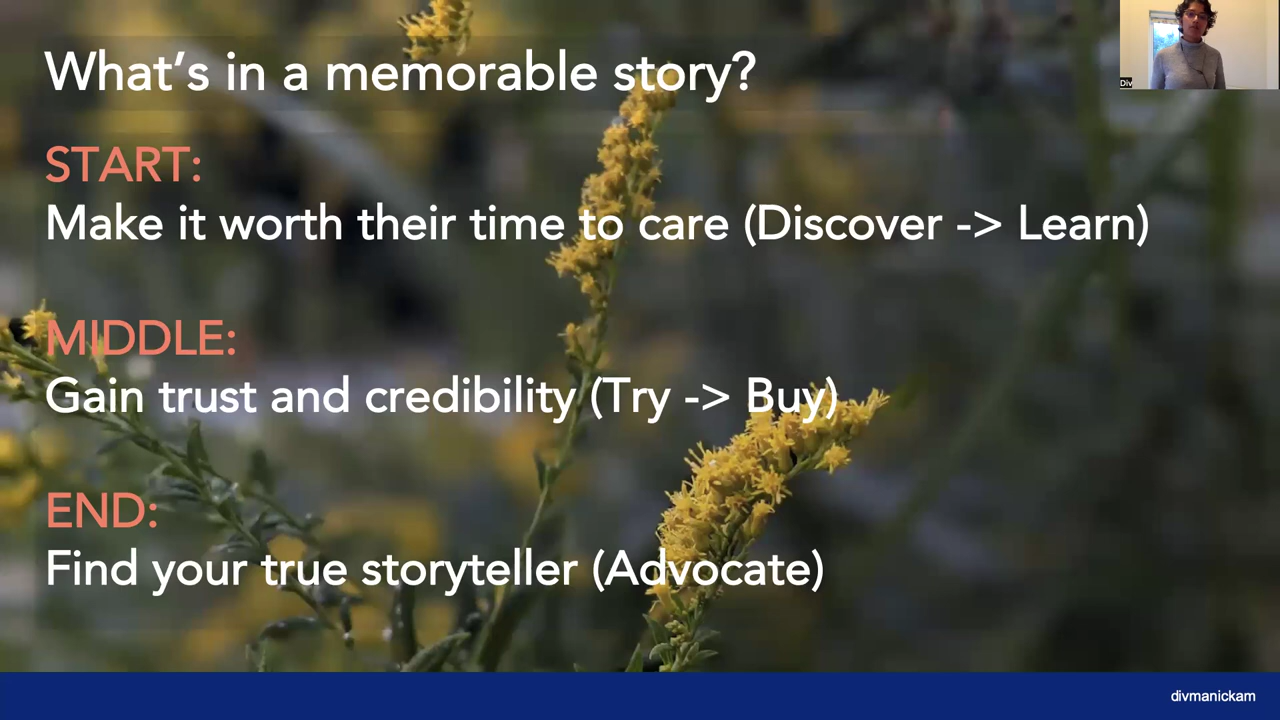 What's in a memorable story?
Div
START:
Make it worth their time to care (Discover -> Learn)
MIDDLE:
Gain trust and credibility (Try -> Buy)
END:
Find your true storyteller (Advocate)
divmanickam